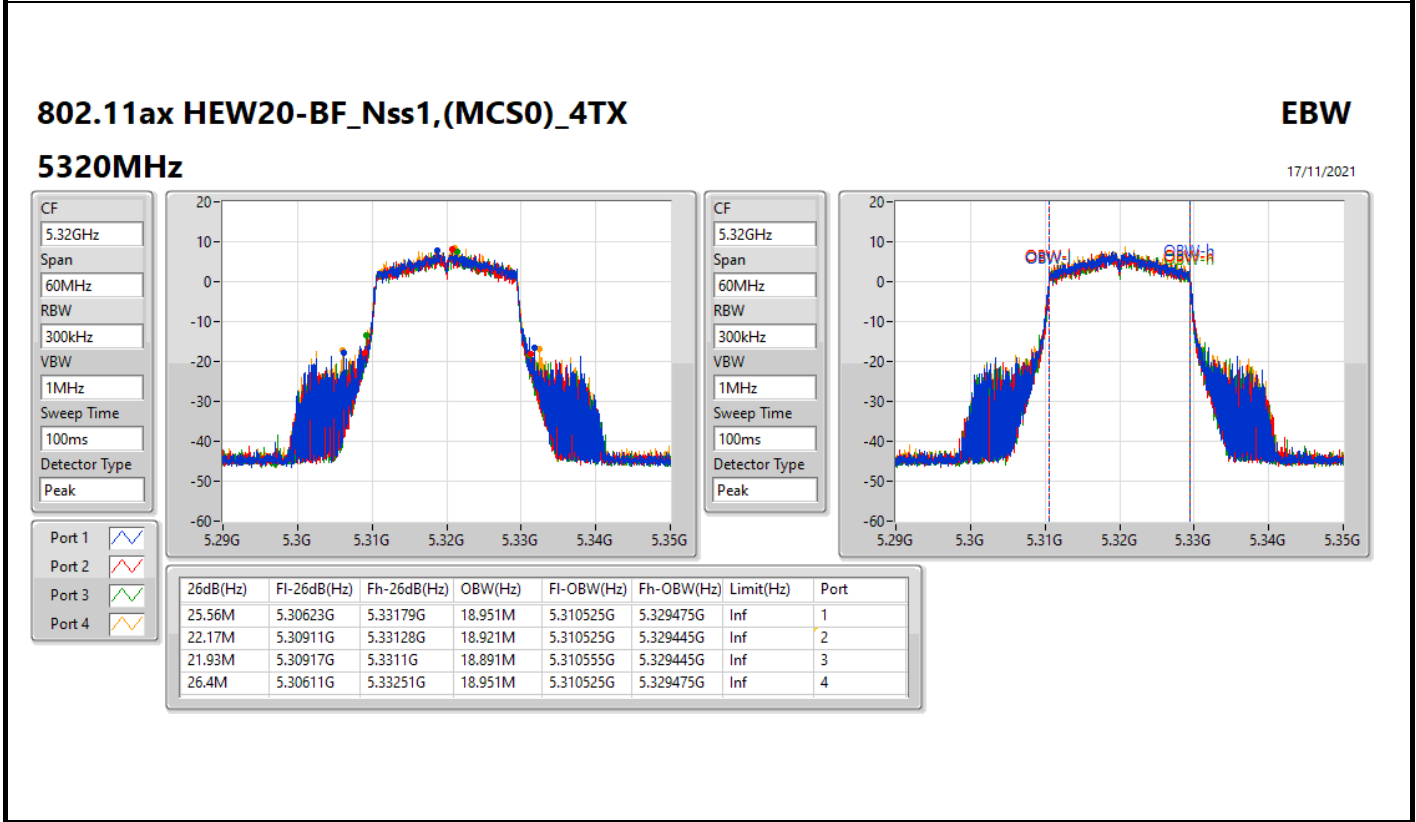 802.11ax HEW20-BF_Nss1,(MCS0)_4TX EBW
5320MHz 17/11/2021
CF
5.32GHz
Span
60MHz
RBW
300kHz
VBW
1MHz
Sweep Time
100ms
Detector Type
Peak
20
10
0
-10
-20
-30
-40
-50
-60
5.29G 5.3G 5.31G 5.32G 5.33G 5.34G 5.35G
CF
5.32GHz
Span
60MHz
RBW
300kHz
VBW
1MHz
Sweep Time
100ms
Detector Type
Peak
20
10
0
-10
-20
-30
-40
-50
-60
OBW-l OBW-h
OBW-h
5.29G 5.3G 5.31G 5.32G 5.33G 5.34G 5.35G
Port 1
Port 2
Port 3
Port 4
26dB(Hz) Fl-26dB(Hz) Fh-26dB(Hz) OBW(Hz) Fl-OBW(Hz) Fh-OBW(Hz) Limit(Hz) Port
25.56M 5.30623G 5.33179G 18.951M 5.310525G 5.329475G Inf 1
22.17M 5.30911G 5.33128G 18.921M 5.310525G 5.329445G Inf 2
21.93M 5.30917G 5.3311G 18.891M 5.310555G 5.329445G Inf 3
26.4M 5.30611G 5.33251G 18.951M 5.310525G 5.329475G Inf 4